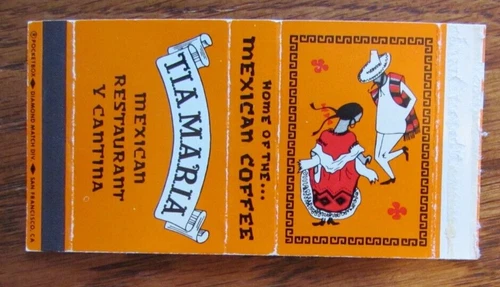 HOME OF THE...
MEXICAN COFFEE
TIA MARIA
MEXICAN
RESTAURANT
Y CANTINA
DIAMOND MATCH DIV. SAN FRANCISCO, CA